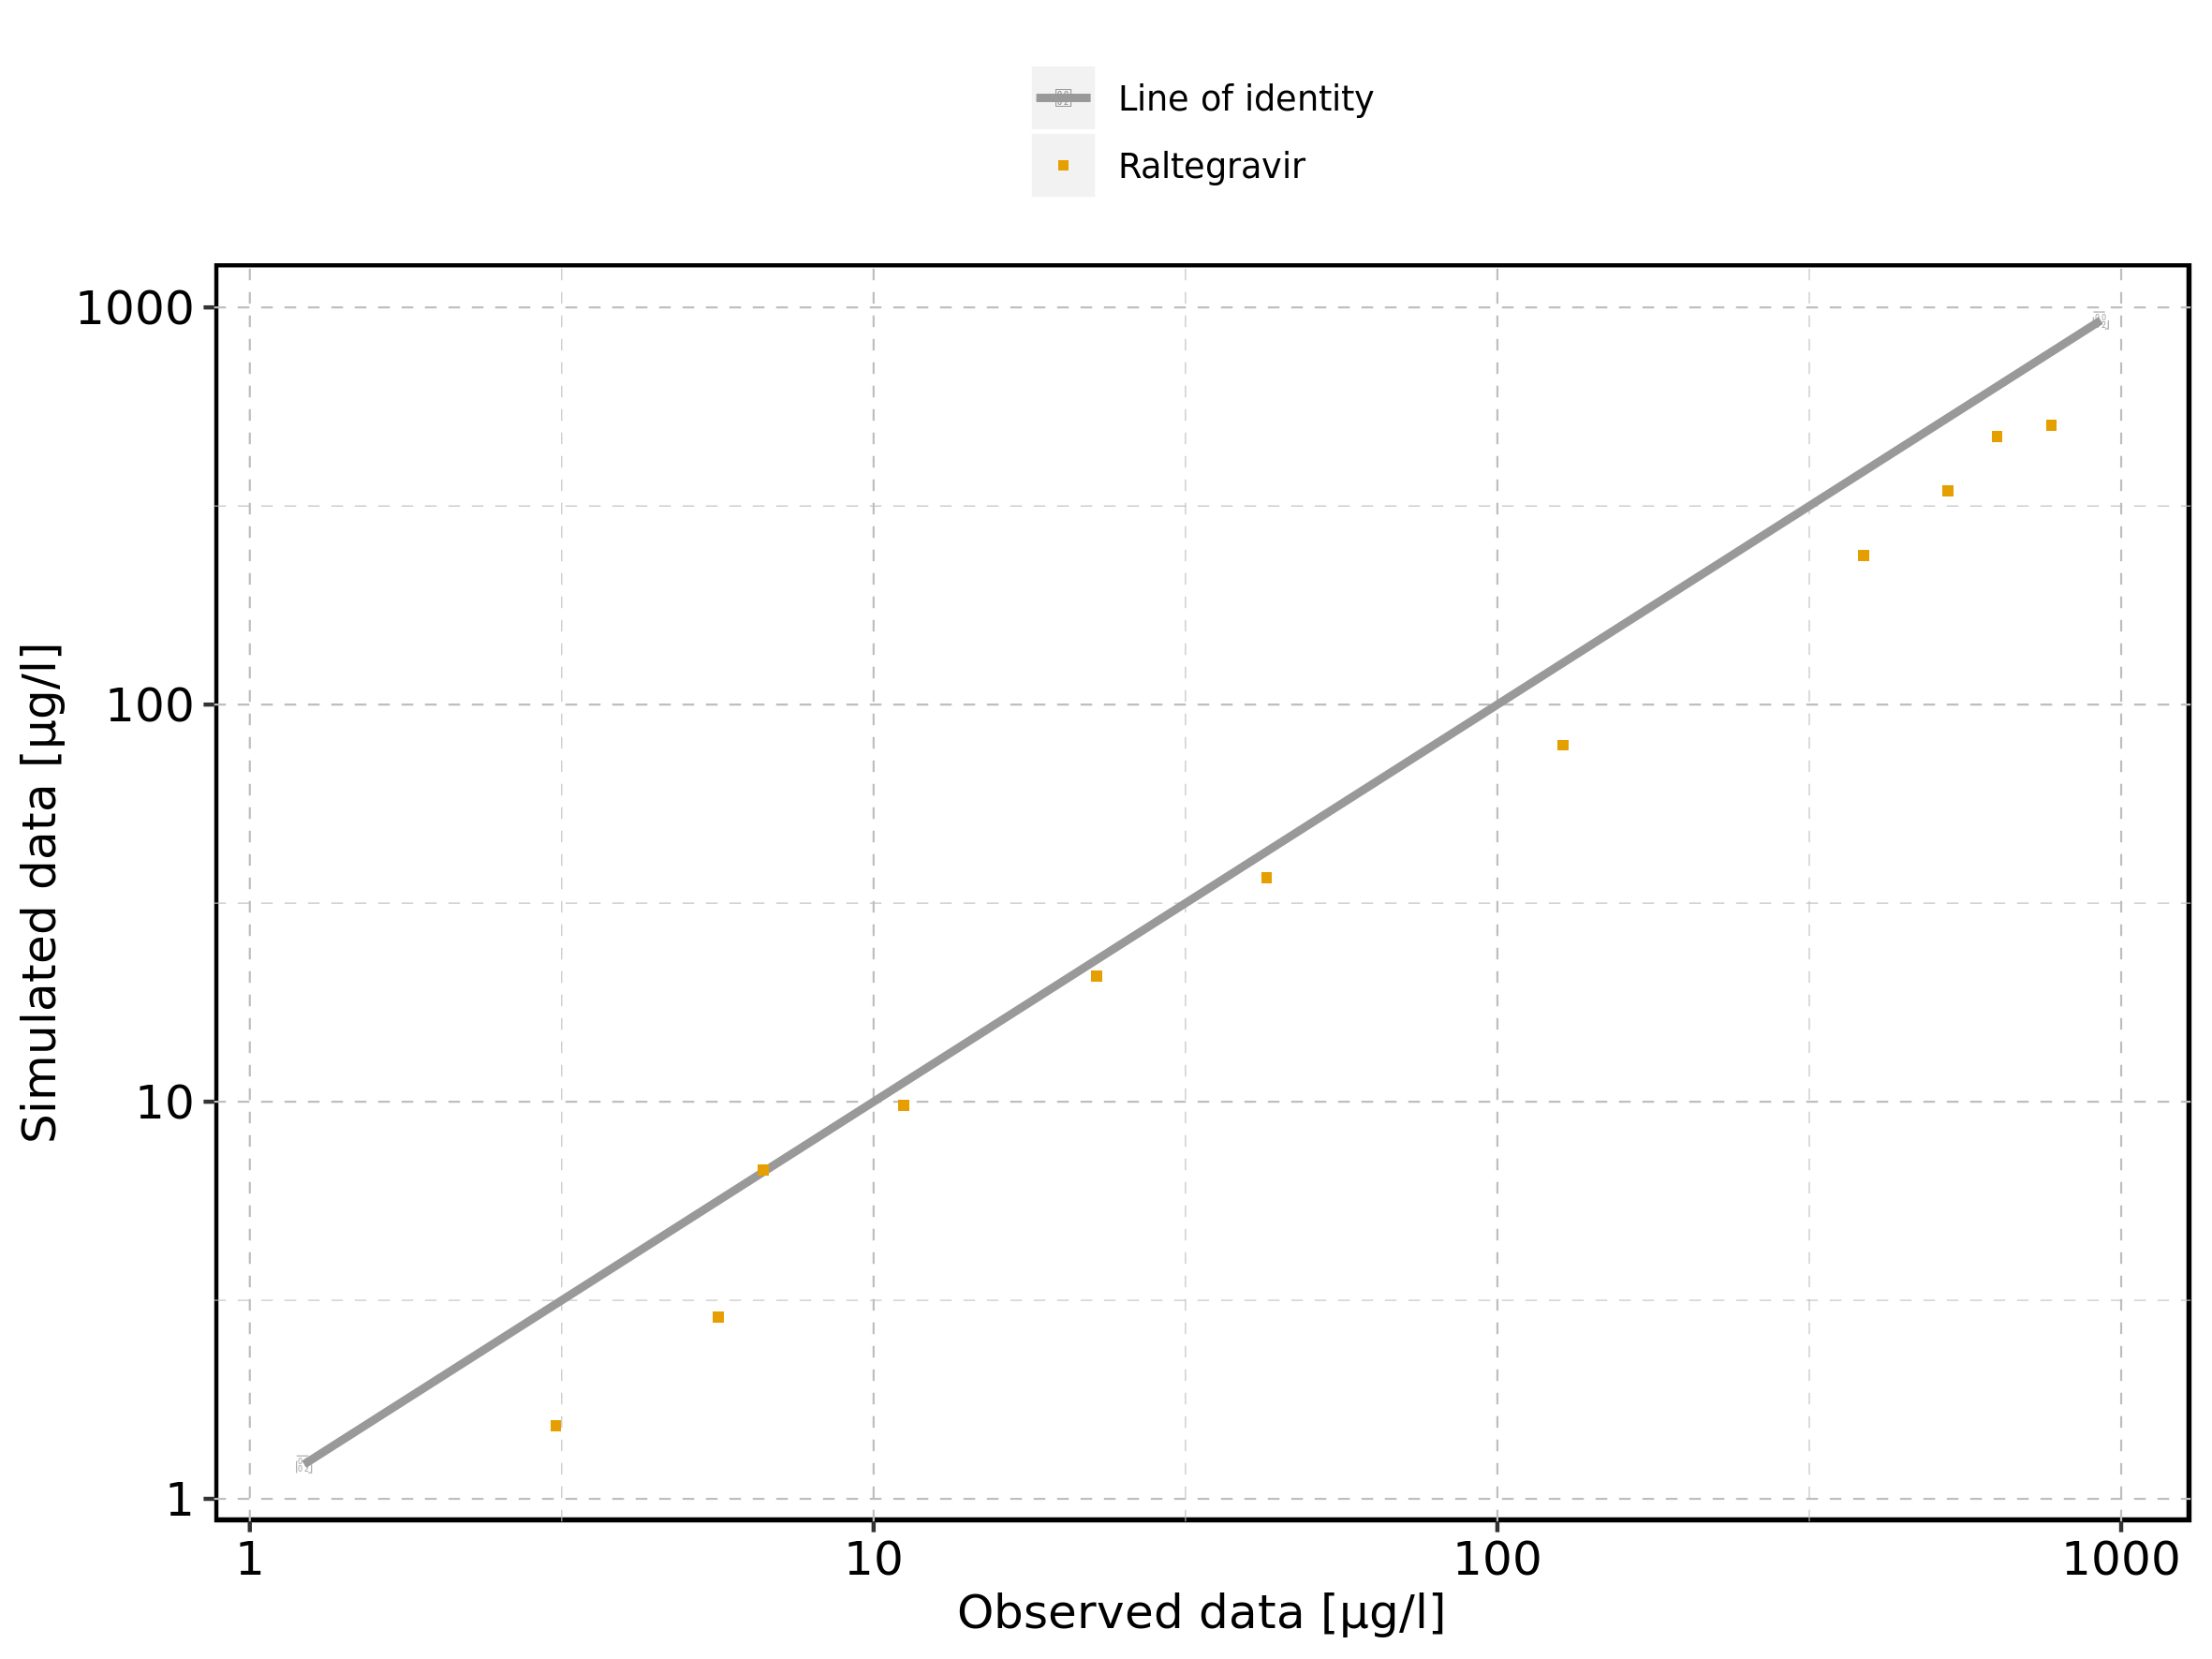 Line of identity
Raltegravir
1000
100
10
1
Simulated data [µg/l]
1 10 100 1000
Observed data [µg/l]